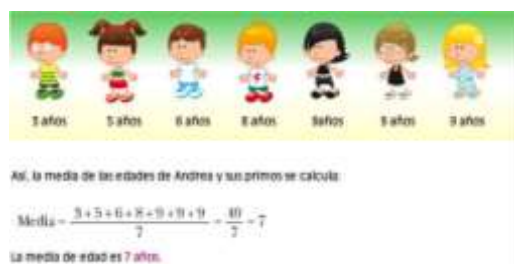 3 años 5 años 6 años 8 años 9años 9 años 9 años
Así, la media de las edades de Andrea y sus primos se calcula:
Media = \frac{3 + 5 + 6 + 8 + 9 + 9 + 9}{7} = \frac{49}{7} = 7
La media de edad es 7 años.